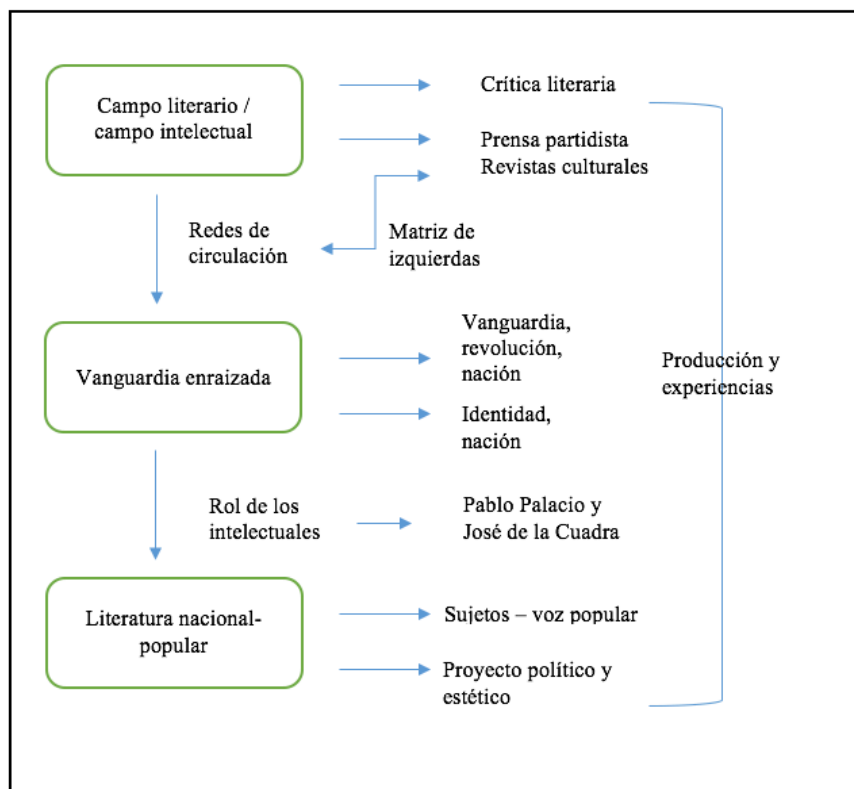 Campo literario /
campo intelectual
Crítica literaria
Prensa partidista
Revistas culturales
Redes de
circulación
Matriz de
izquierdas
Vanguardia enraizada
Vanguardia,
revolución,
nación
Identidad,
nación
Producción y
experiencias
Rol de los
intelectuales
Pablo Palacio y
José de la Cuadra
Literatura nacional-
popular
Sujetos – voz popular
Proyecto político y
estético